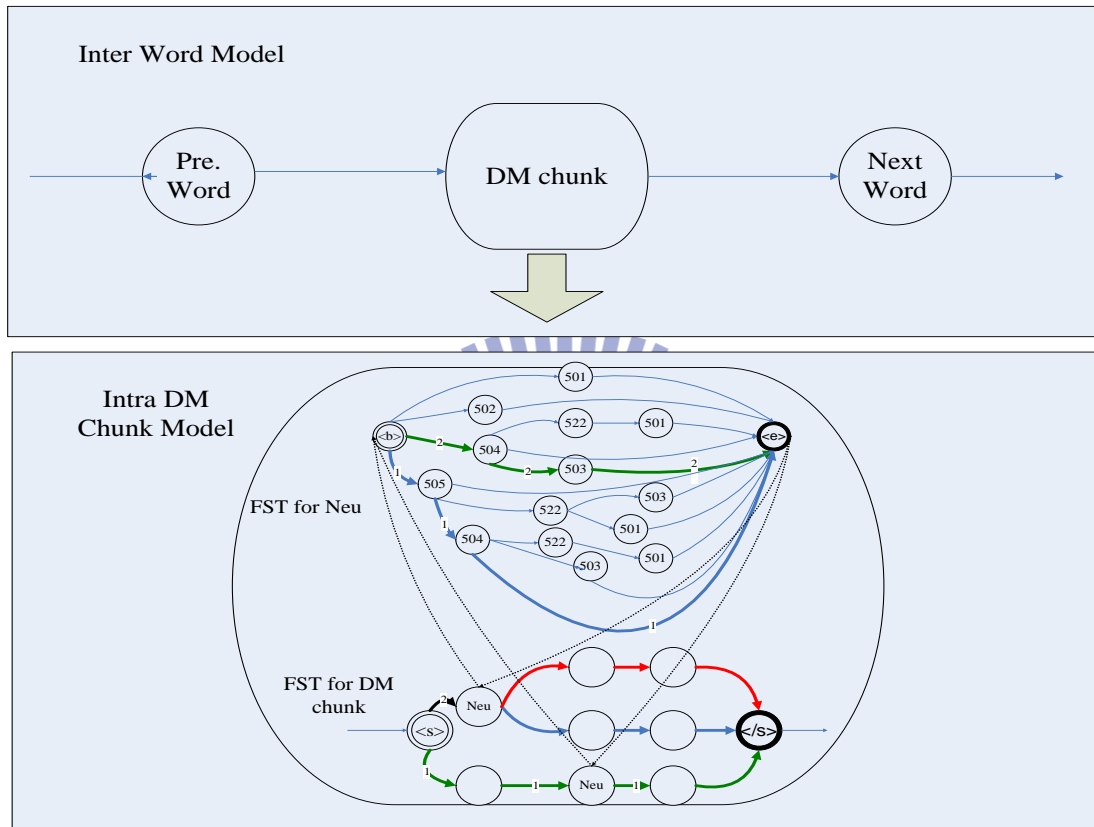 Inter Word Model
Pre.
Word
DM chunk
Next
Word
Intra DM
Chunk Model
501
502
522
501
<b>
<e>
2
504
2
503
2
1
505
503
FST for Neu
522
501
1
504
522
501
503
1
FST for DM
chunk
2
Neu
<s>
</s>
1
1
Neu
1